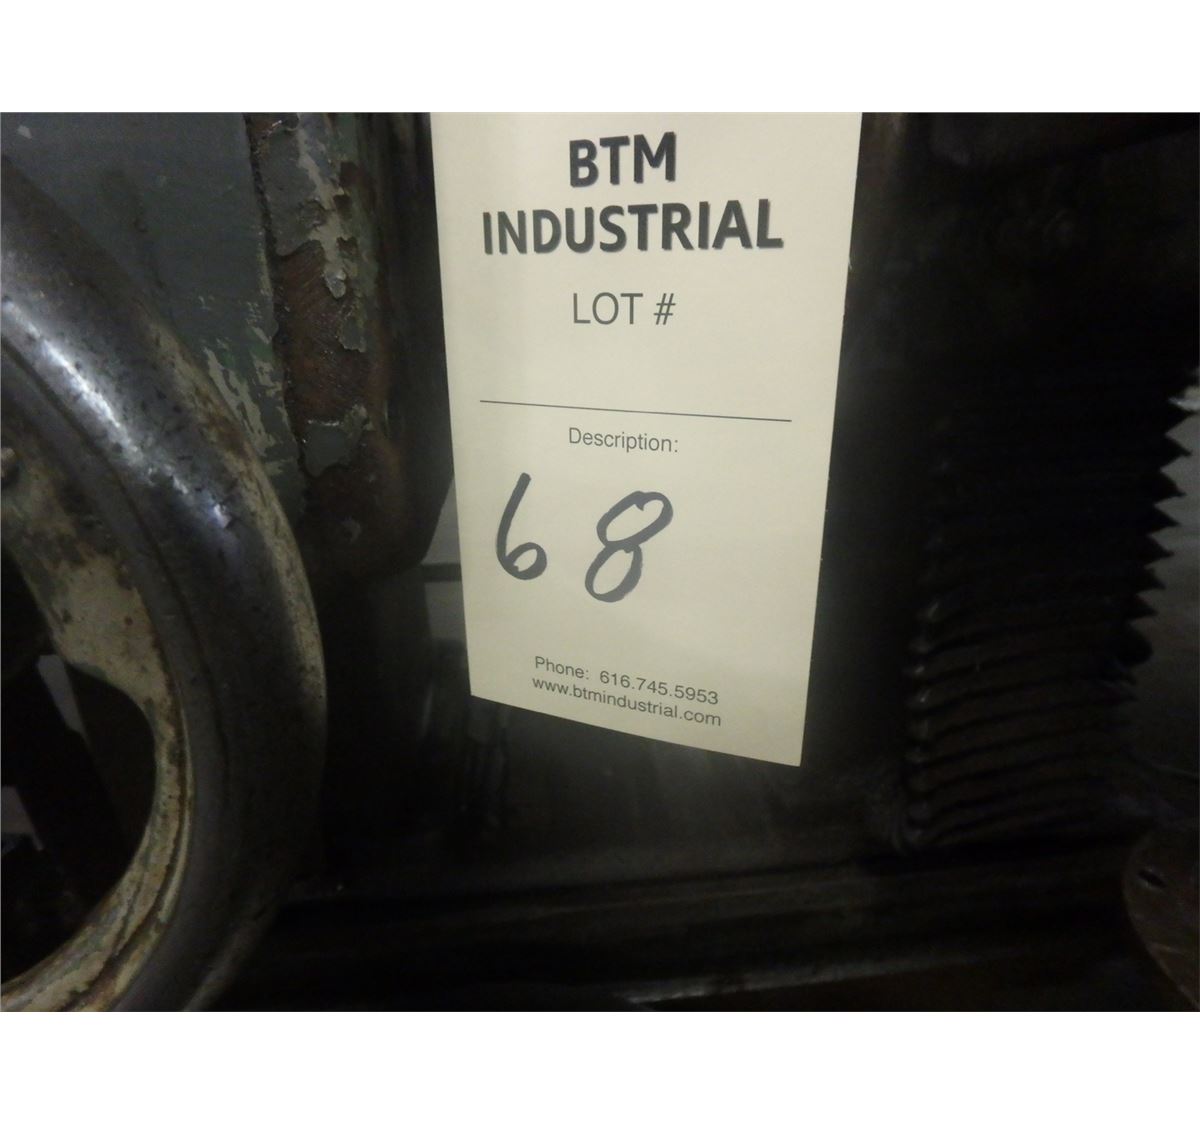 BTM
INDUSTRIAL
LOT #
Description:
68
Phone: 616.745.5953
www.btmindustrial.com